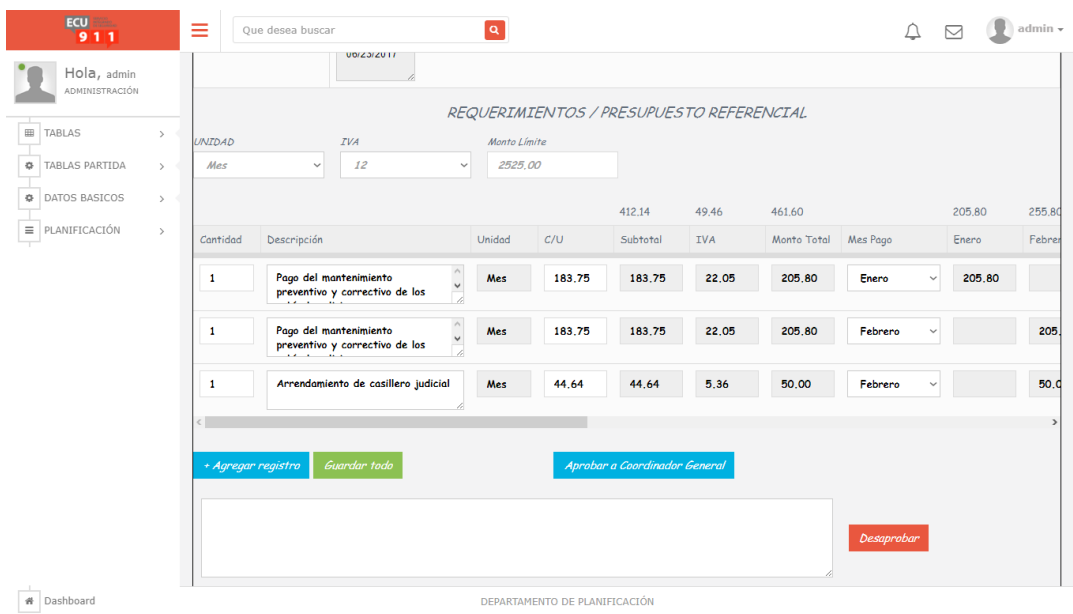 ECU
911
Que desea buscar
admin
Hola, admin
ADMINISTRACIÓN
TABLAS
TABLAS PARTIDA
DATOS BASICOS
PLANIFICACIÓN
Dashboard
06/23/2017
REQUERIMIENTOS / PRESUPUESTO REFERENCIAL
UNIDAD IVA Monto Límite
Mes 12 2525.00
412.14 49.46 461.60 205.80 255.80
Cantidad Descripción Unidad C/U Subtotal IVA Monto Total Mes Pago Enero Febrer
1 Pago del mantenimiento preventivo y correctivo de los Mes 183.75 183.75 22.05 205.80 Enero 205.80
1 Pago del mantenimiento preventivo y correctivo de los Mes 183.75 183.75 22.05 205.80 Febrero 205.
1 Arrendamiento de casillero judicial Mes 44.64 44.64 5.36 50.00 Febrero 50.0
+ Agregar registro Guardar todo Aprobar a Coordinador General
Desaprobar
DEPARTAMENTO DE PLANIFICACIÓN